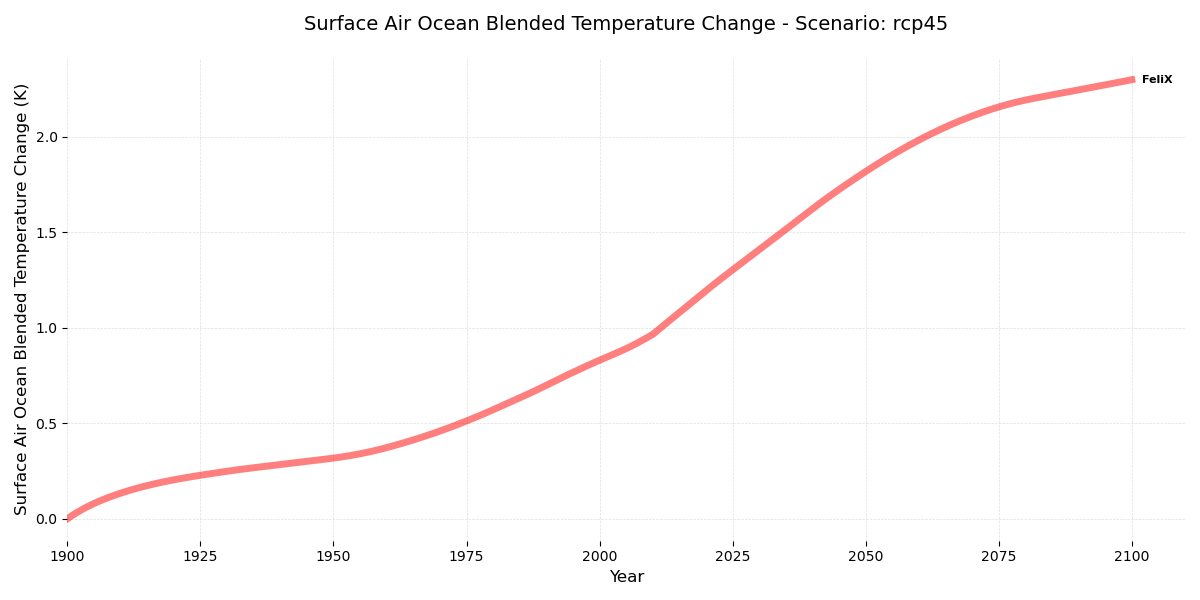 Surface Air Ocean Blended Temperature Change - Scenario: rcp45
Surface Air Ocean Blended Temperature Change (K)
2.0
1.5
1.0
0.5
0.0
FeliX
1900 1925 1950 1975 2000 2025 2050 2075 2100
Year